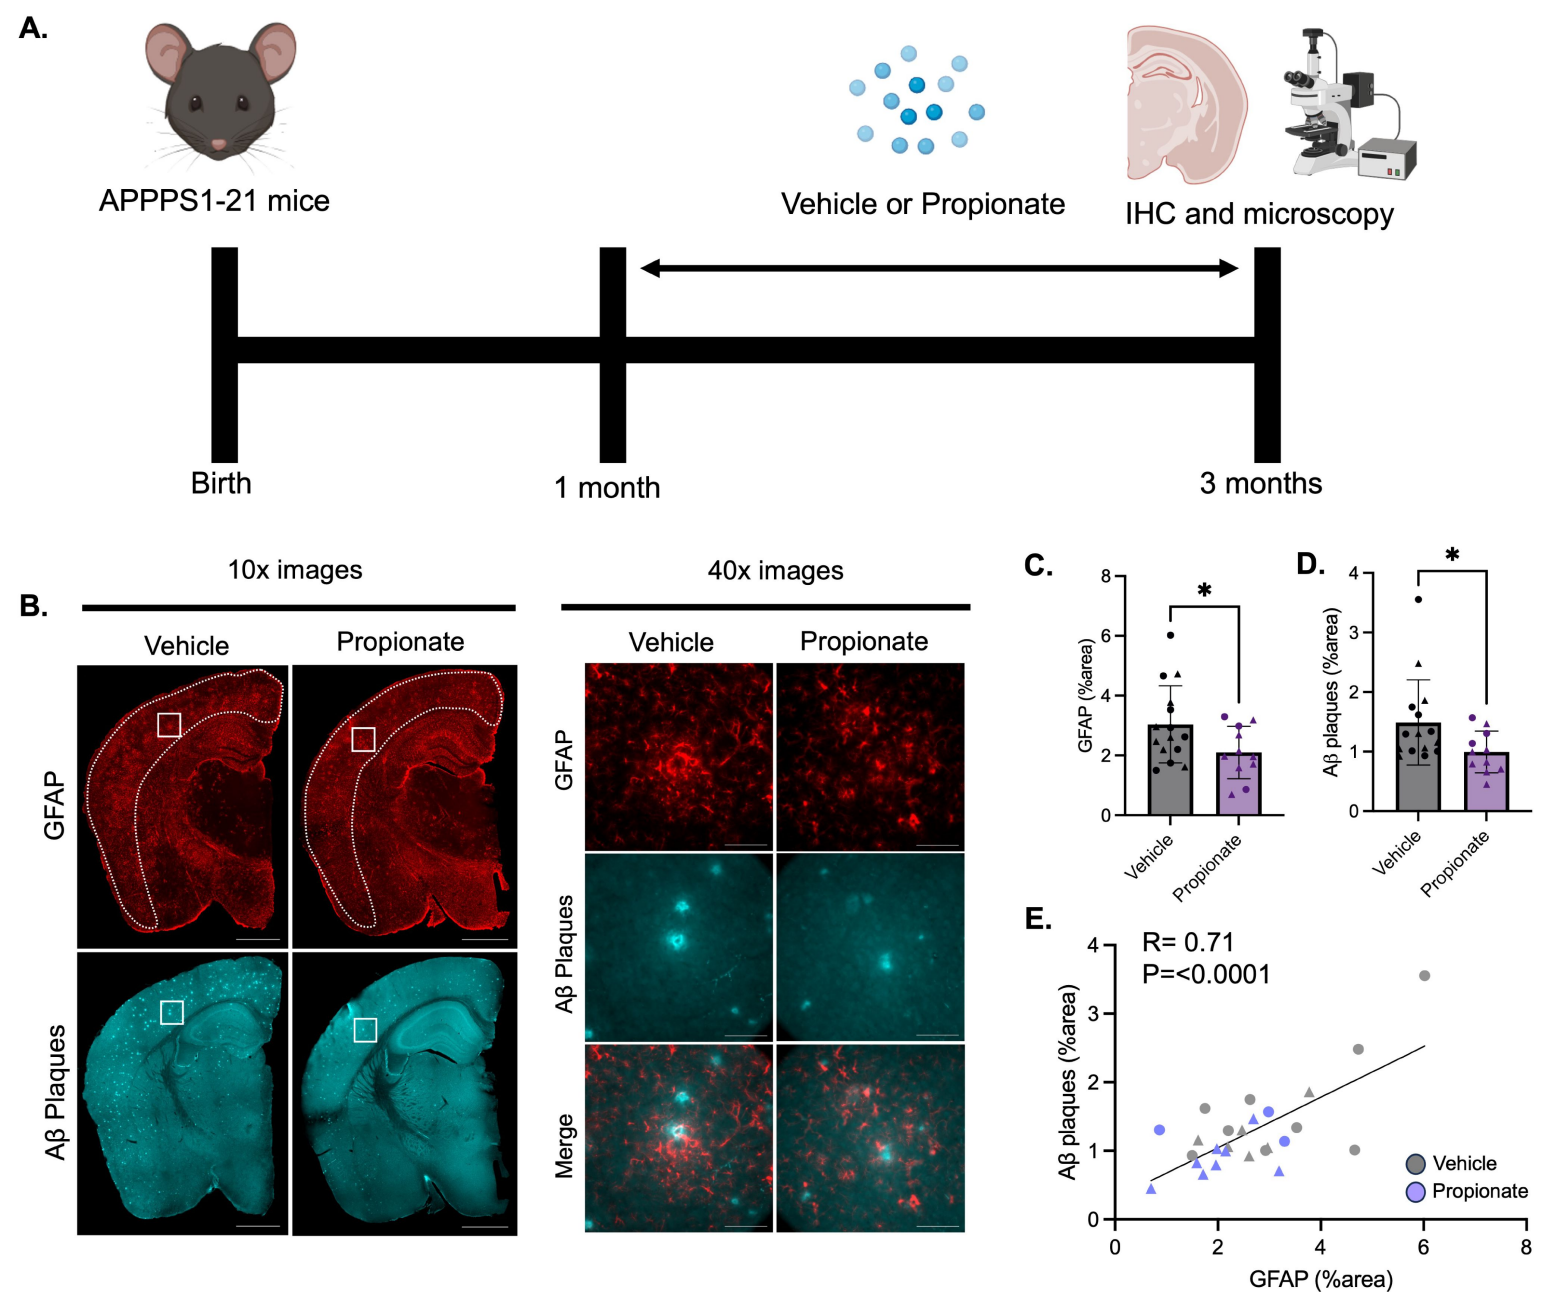 A.
APPPS1-21 mice
Vehicle or Propionate
IHC and microscopy
Birth
1 month
3 months
B.
10x images
40x images
Vehicle
Propionate
Vehicle
Propionate
GFAP
Aβ Plaques
GFAP
Aβ Plaques
Merge
C.
*
GFAP (%area)
8
6
4
2
0
Vehicle
Propionate
D.
*
Aβ plaques (%area)
4
3
2
1
0
Vehicle
Propionate
E.
R= 0.71
P=<0.0001
Aβ plaques (%area)
4
3
2
1
0
0
2
4
6
8
GFAP (%area)
Vehicle
Propionate